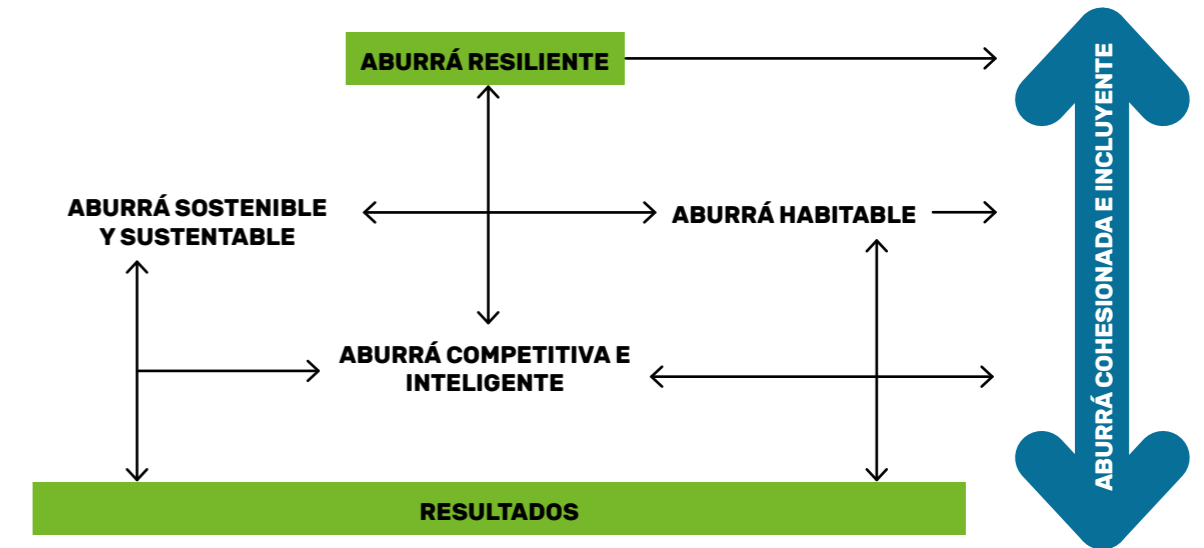 ABURRÁ RESILIENTE
ABURRÁ SOSTENIBLE
Y SUSTENTABLE
ABURRÁ HABITABLE
ABURRÁ COMPETITIVA E
INTELIGENTE
RESULTADOS
ABURRÁ COHESIONADA E INCLUYENTE